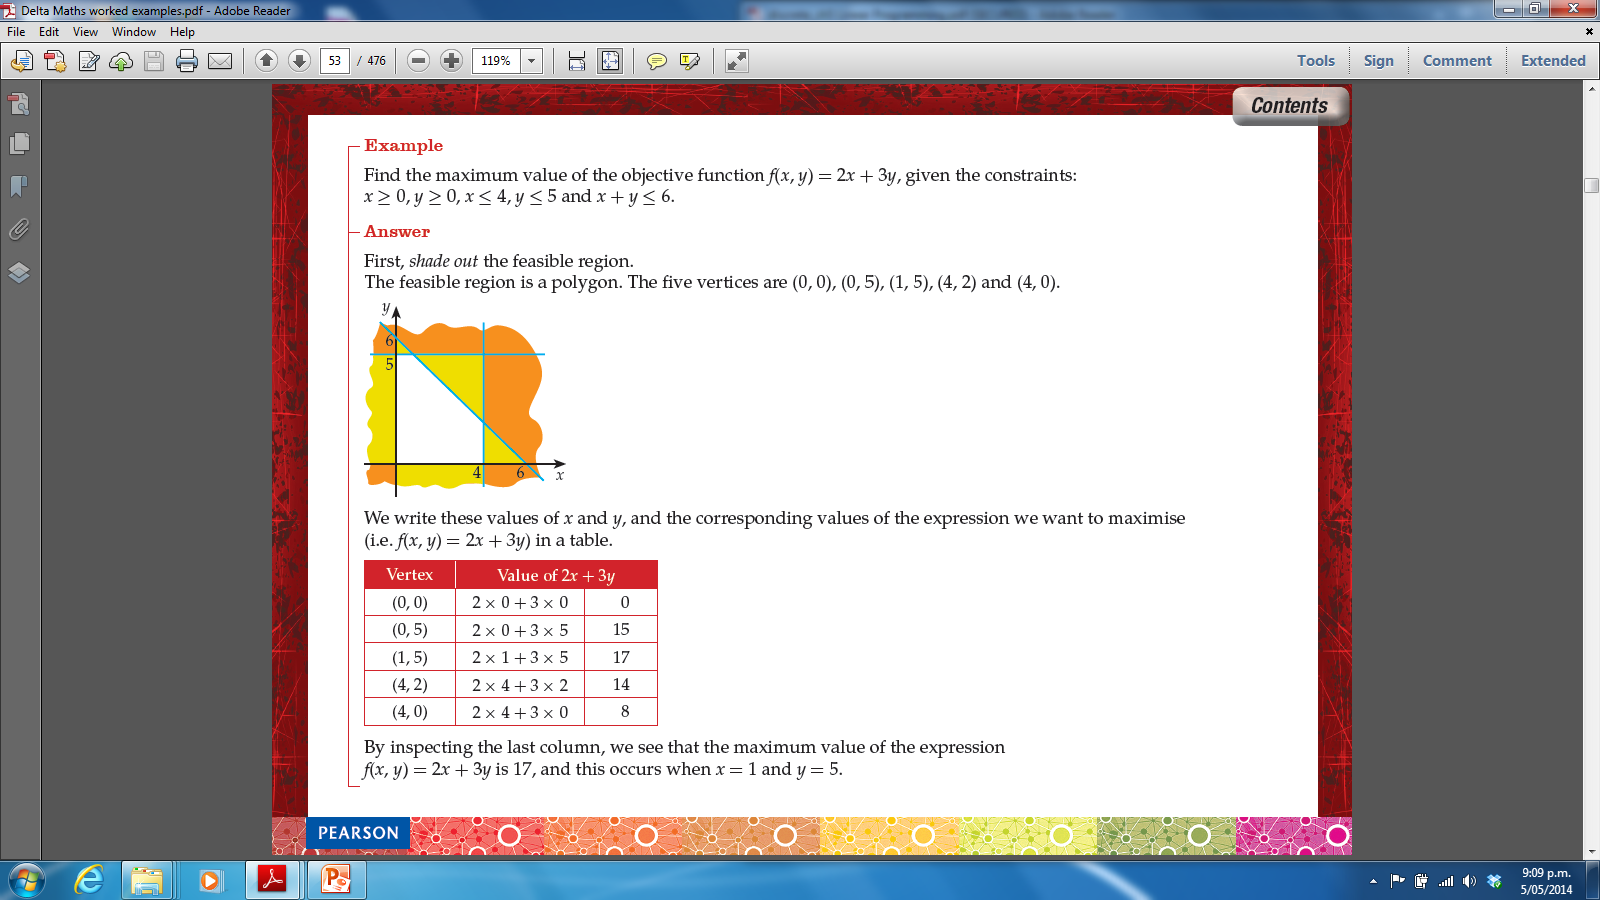 Delta Maths worked examples.pdf - Adobe Reader
File Edit View Window Help
53 / 476 119% Tools Sign Comment Extended
Contents
Example
Find the maximum value of the objective function f(x, y) = 2x + 3y, given the constraints:
x ≥ 0, y ≥ 0, x ≤ 4, y ≤ 5 and x + y ≤ 6.
Answer
First, shade out the feasible region.
The feasible region is a polygon. The five vertices are (0, 0), (0, 5), (1, 5), (4, 2) and (4, 0).
y
6
5
4 6 x
We write these values of x and y, and the corresponding values of the expression we want to maximise
(i.e. f(x, y) = 2x + 3y) in a table.
Vertex Value of 2x + 3y
(0, 0) 2 × 0 + 3 × 0 0
(0, 5) 2 × 0 + 3 × 5 15
(1, 5) 2 × 1 + 3 × 5 17
(4, 2) 2 × 4 + 3 × 2 14
(4, 0) 2 × 4 + 3 × 0 8
By inspecting the last column, we see that the maximum value of the expression
f(x, y) = 2x + 3y is 17, and this occurs when x = 1 and y = 5.
PEARSON
9:09 p.m.
5/05/2014